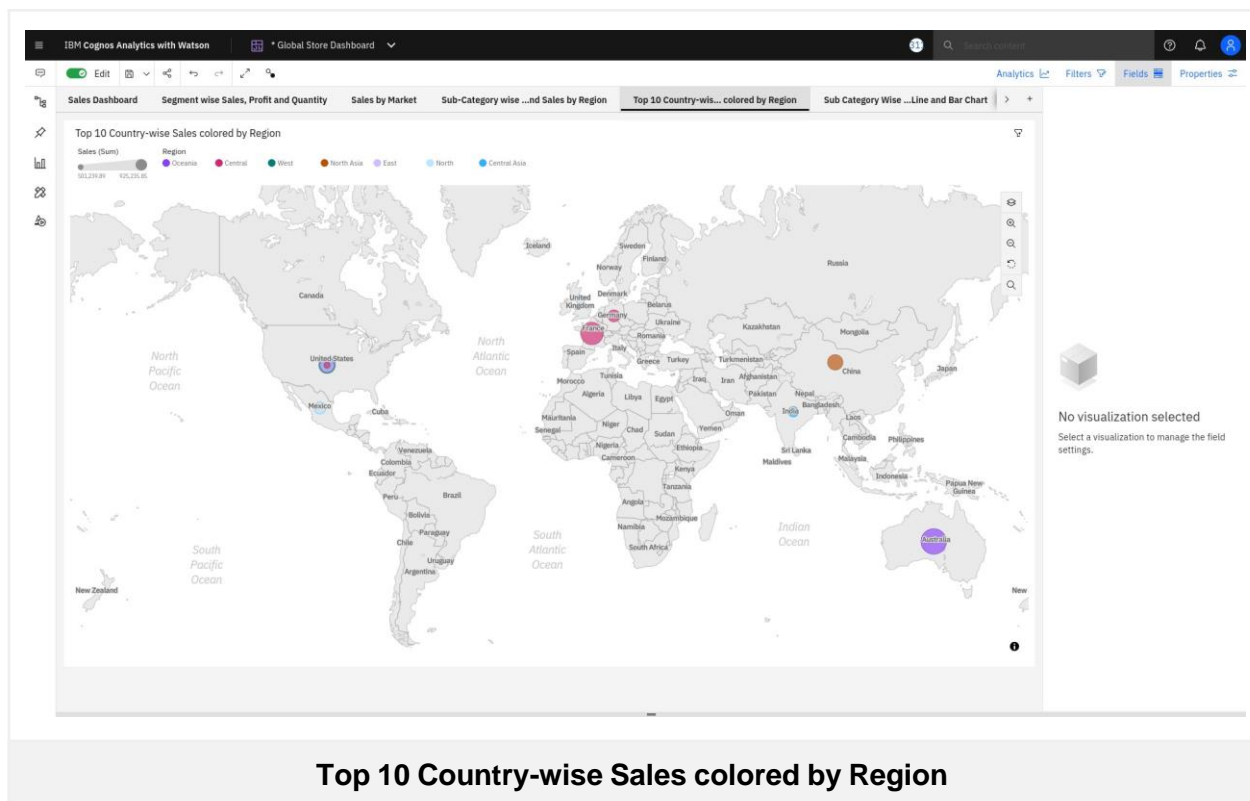 IBM Cognos Analytics with Watson
* Global Store Dashboard
Search content
Edit
Analytics
Filters
Fields
Properties
Sales Dashboard
Segment wise Sales, Profit and Quantity
Sales by Market
Sub-Category wise ...nd Sales by Region
Top 10 Country-wis... colored by Region
Sub Category Wise ...Line and Bar Chart
Top 10 Country-wise Sales colored by Region
Sales (Sum)
501,239.89 925,235.85
Region
Oceania Central West North Asia East North Central Asia
Iceland
Sweden
Finland
Norway
Russia
Canada
United
Kingdom
Denmark
Belarus
Germany
France
Ukraine
Romania
Kazakhstan
Mongolia
North
Pacific
Ocean
United States
North
Atlantic
Ocean
Spain
Italy
Greece
Turkey
Turkmenistan
China
Japan
Morocco
Tunisia
Iraq
Iran
Afghanistan
Pakistan
Nepal
Algeria
Libya
Egypt
Mexico
Cuba
Mauritania
Senegal
Niger
Chad
Sudan
Oman
Yemen
India
Bangladesh
Laos
Cambodia
Philippines
Venezuela
Colombia
Ecuador
Nigeria
Cameroon
Ethiopia
Kenya
Sri Lanka
Maldives
Malaysia
Indonesia
Papua New
Guinea
Peru
Brazil
Tanzania
Angola
Bolivia
Mozambique
Namibia
Paraguay
Chile
South
Pacific
Ocean
South
Atlantic
Ocean
South Africa
Indian
Ocean
Australia
Uruguay
Argentina
New Zealand
New
No visualization selected
Select a visualization to manage the field
settings.
Top 10 Country-wise Sales colored by Region